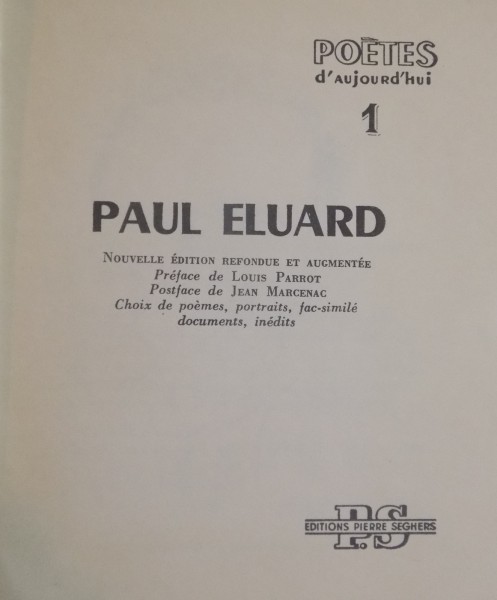 POÈTES
d'aujourd'hui
1
PAUL ELUARD
NOUVELLE ÉDITION REFONDUE ET AUGMENTÉE
Préface de LOUIS PARROT
Postface de JEAN MARCENAC
Choix de poèmes, portraits, fac-similé
documents, inédits
P.S
EDITIONS PIERRE SEGHERS